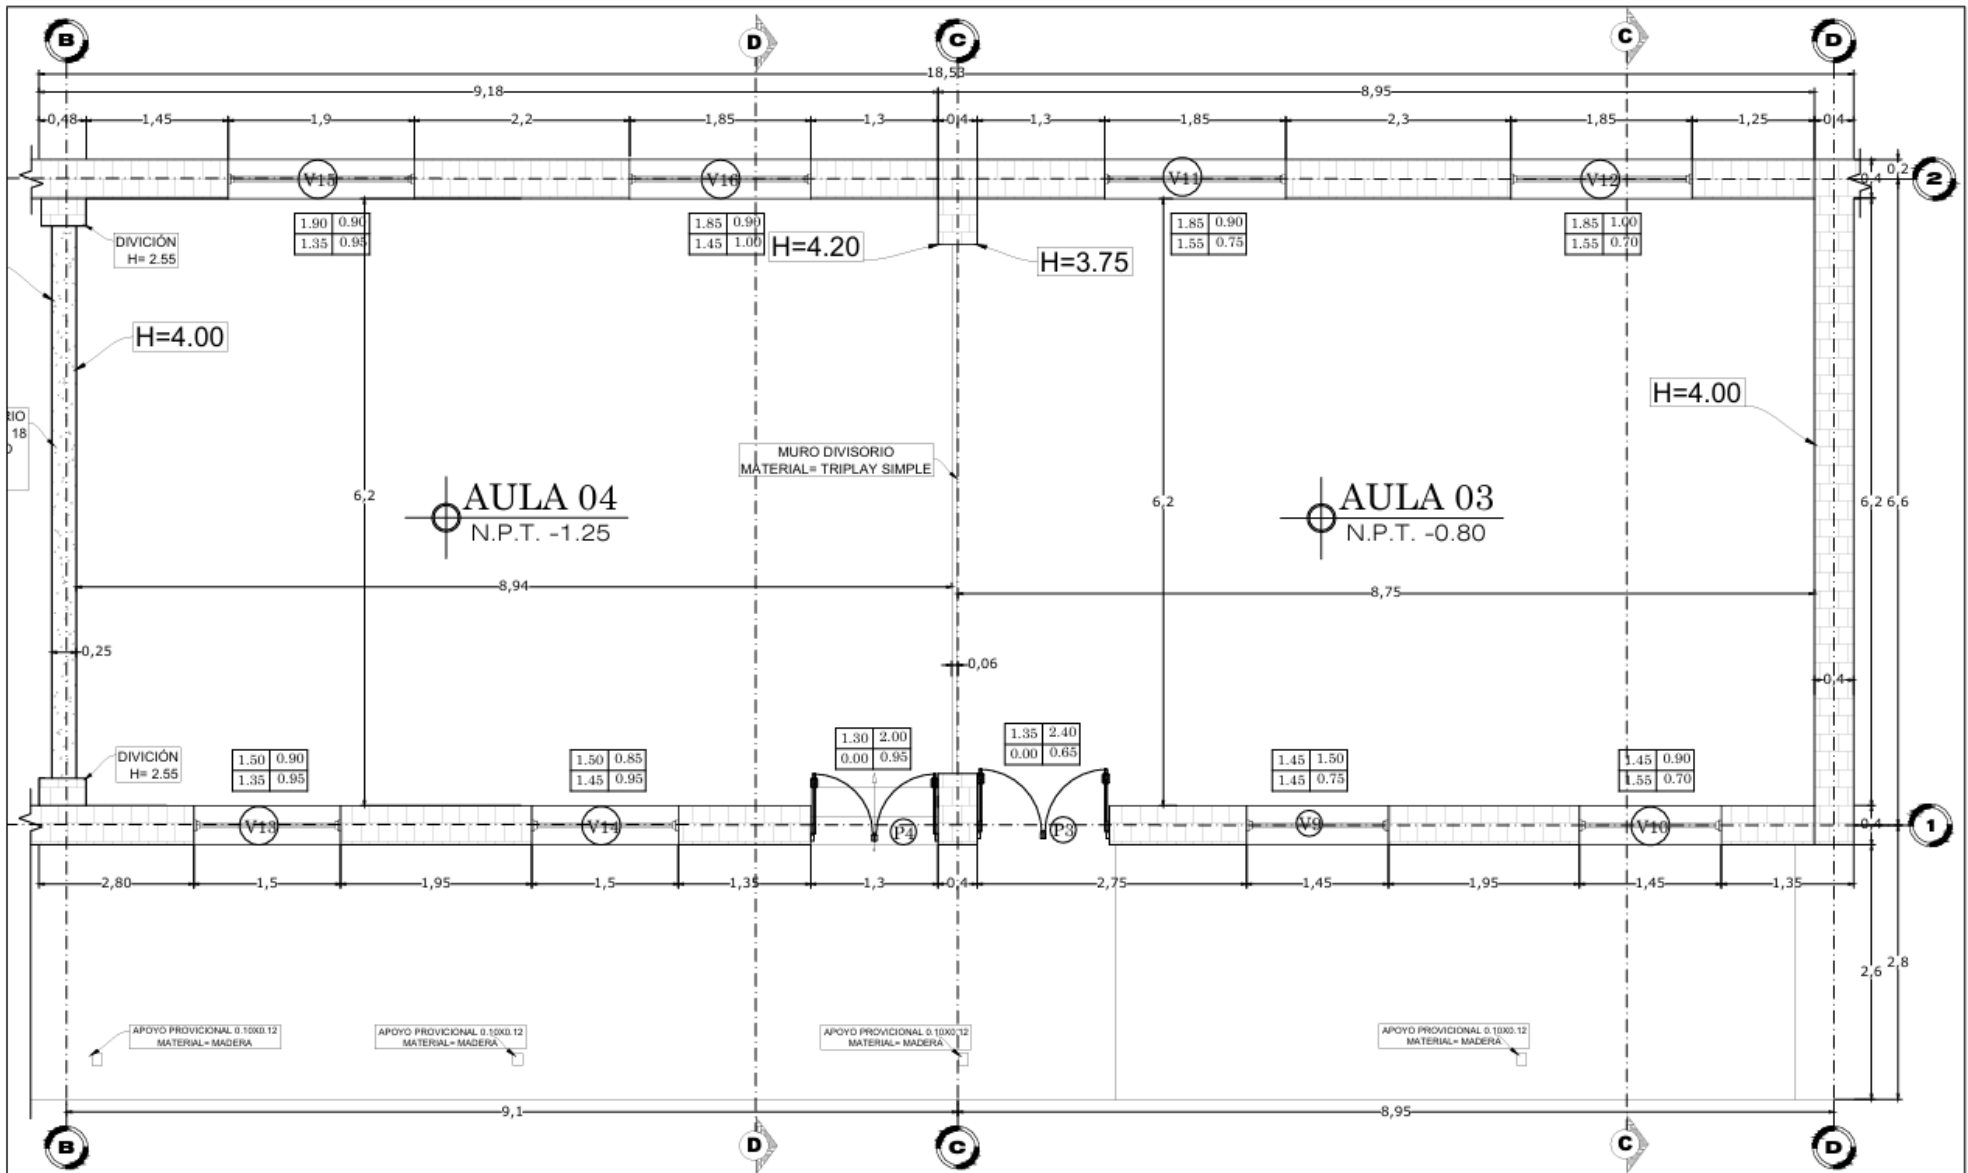 B
D
C
C
D
18,53
9,18
8,95
0,48
1,45
1,9
2,2
1,85
1,3
0,4
1,3
1,85
2,3
1,85
1,25
0,4
V15
V16
V11
V12
0,4
0,2
2
1.90 0.90
1.35 0.95
1.85 0.90
1.45 1.00
1.85 0.90
1.55 0.75
1.85 1.00
1.55 0.70
DIVICIÓN
H= 2.55
H=4.20
H=3.75
H=4.00
H=4.00
RIO
18
MURO DIVISORIO
MATERIAL= TRIPLAY SIMPLE
6,2
AULA 04
N.P.T. -1.25
6,2
AULA 03
N.P.T. -0.80
6,2
6,6
8,94
8,75
0,25
0,06
0,4
DIVICIÓN
H= 2.55
1.50 0.90
1.35 0.95
1.50 0.85
1.45 0.95
1.30 2.00
0.00 0.95
1.35 2.40
0.00 0.65
1.45 1.50
1.45 0.75
1.45 0.90
1.55 0.70
V13
V14
P4
P3
V9
V10
0,4
1
2,80
1,5
1,95
1,5
1,35
1,3
0,4
2,75
1,45
1,95
1,45
1,35
2,6
2,8
APOYO PROVICIONAL 0.10X0.12
MATERIAL= MADERA
APOYO PROVICIONAL 0.10X0.12
MATERIAL= MADERA
APOYO PROVICIONAL 0.10X0.12
MATERIAL= MADERA
APOYO PROVICIONAL 0.10X0.12
MATERIAL= MADERA
9,1
8,95
B
D
C
C
D